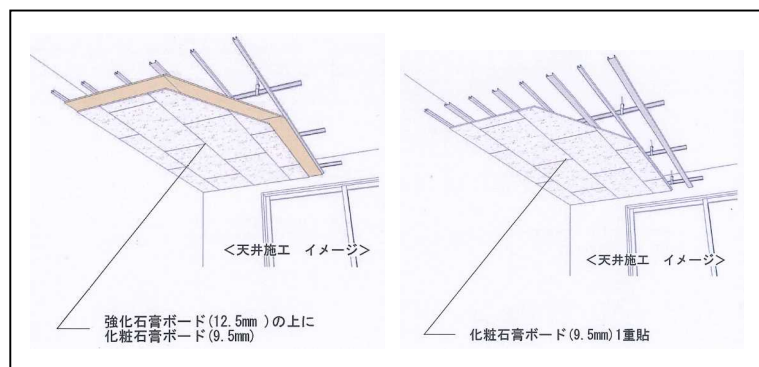 <天井施工　イメージ>
強化石膏ボード(12.5mm )の上に
化粧石膏ボード(9.5mm)
<天井施工　イメージ>
化粧石膏ボード(9.5mm)1重貼